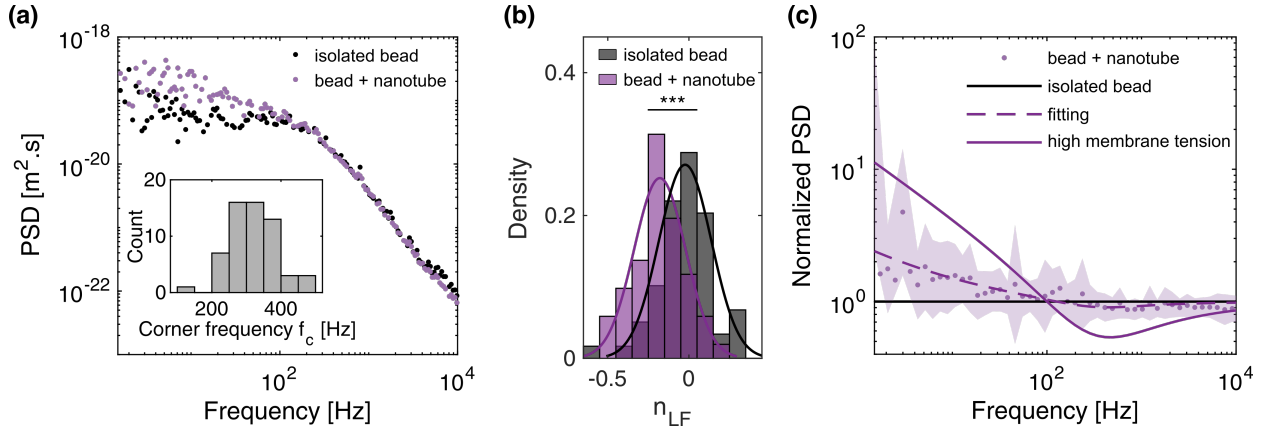 (a)
10^-18
10^-20
10^-22
PSD [m^2.s]
isolated bead
bead + nanotube
20
10
0
Count
200 400
Corner frequency f_c [Hz]
10^2 10^4
Frequency [Hz]
(b)
isolated bead
bead + nanotube
***
0.4
0.2
0
Density
-0.5 0
n_LF
(c)
10^2
10^1
10^0
Normalized PSD
bead + nanotube
isolated bead
fitting
high membrane tension
10^2 10^4
Frequency [Hz]